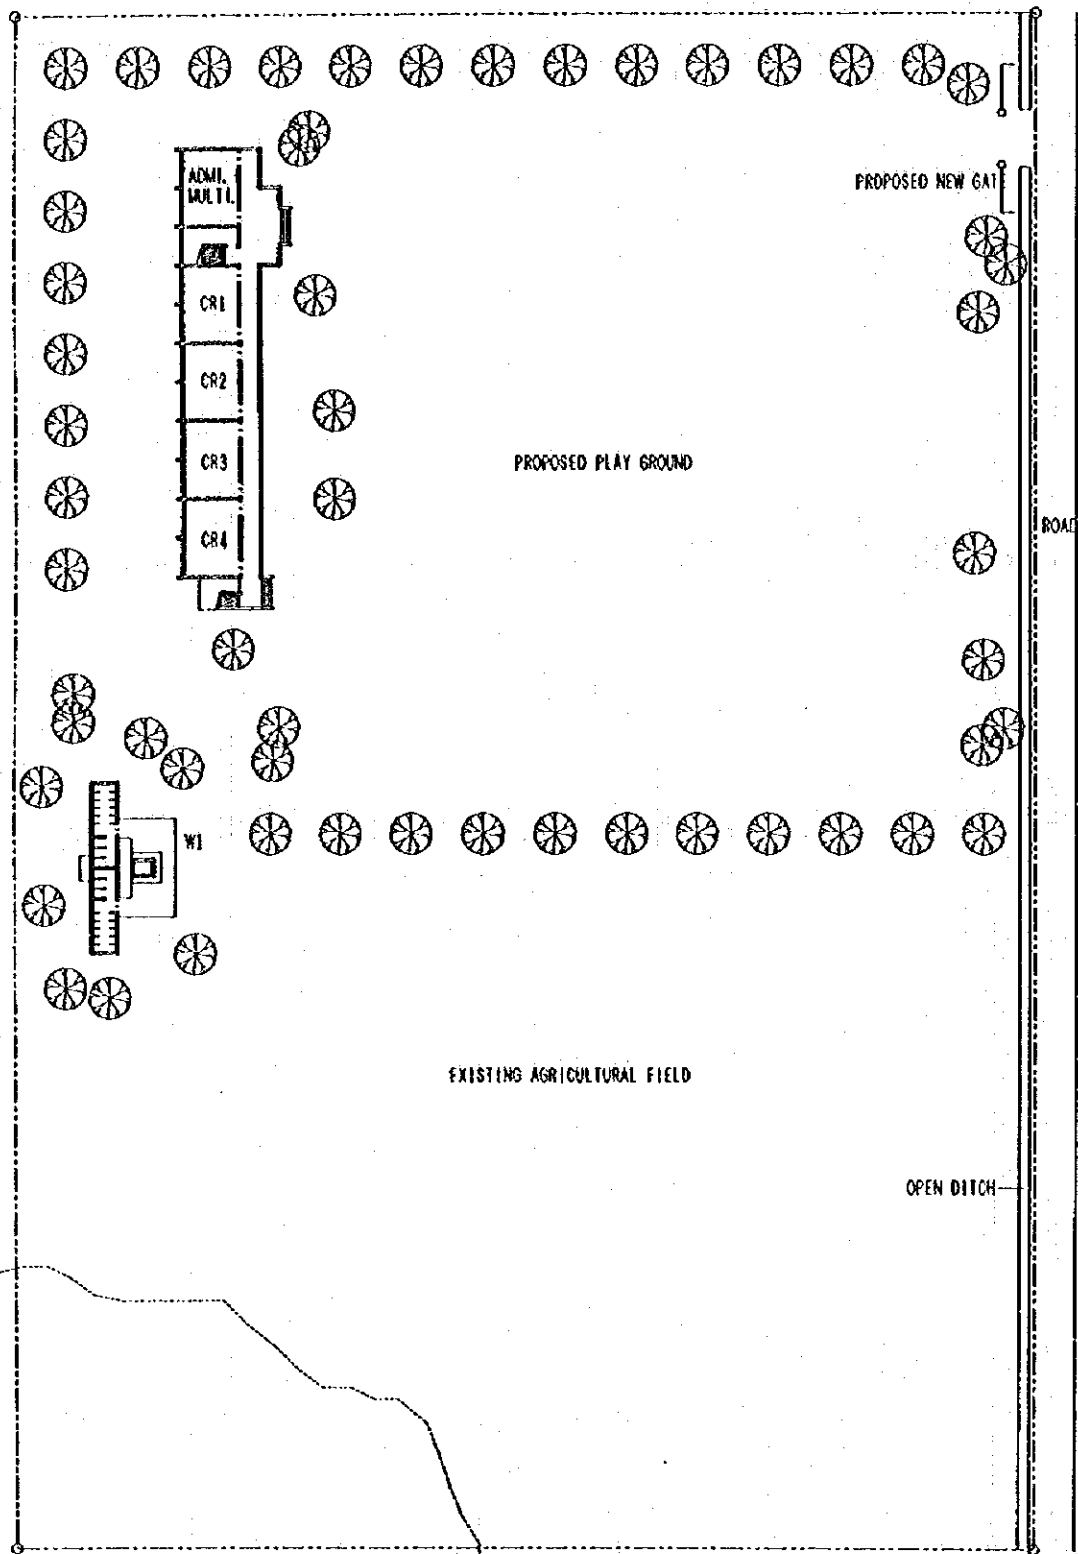 ADMI.
MULTI.
PROPOSED NEW GAT
CR1
CR2
PROPOSED PLAY GROUND
CR3
ROAD
CR4
W1
EXISTING AGRICULTURAL FIELD
OPEN DITCH